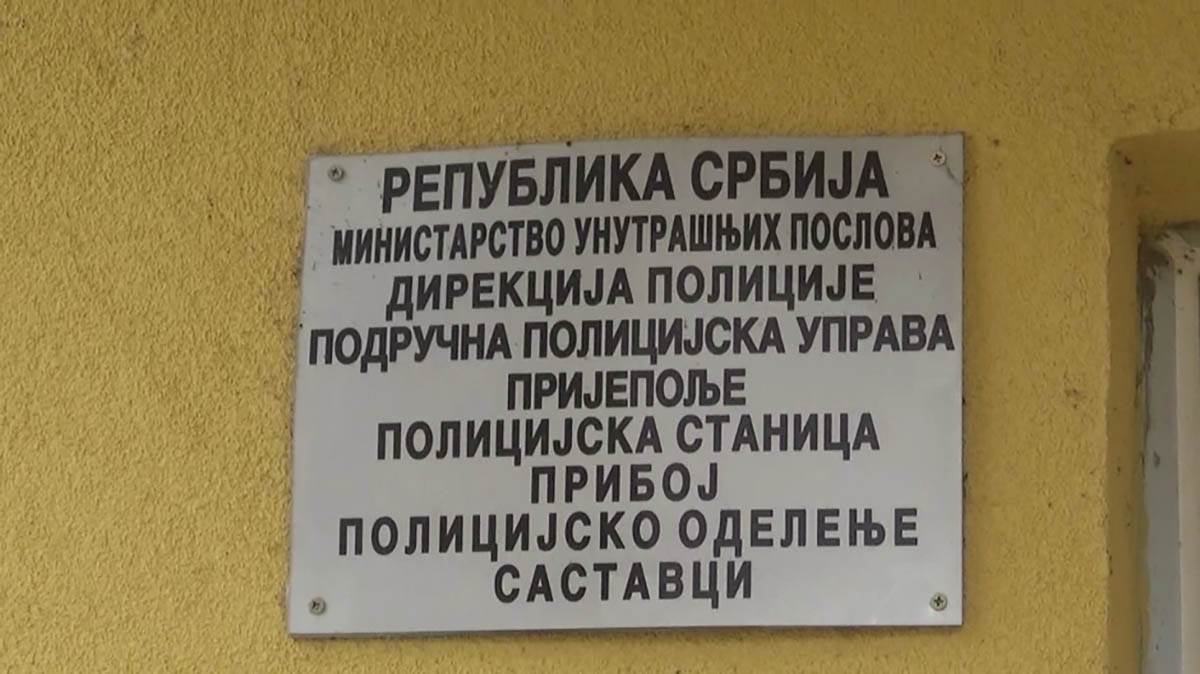 РЕПУБЛИКА СРБИЈА
МИНИСТАРСТВО УНУТРАШЊИХ ПОСЛОВА
ДИРЕКЦИЈА ПОЛИЦИЈЕ
ПОДРУЧНА ПОЛИЦИЈСКА УПРАВА
ПРИЈЕПОЉЕ
ПОЛИЦИЈСКА СТАНИЦА
ПРИБОЈ
ПОЛИЦИЈСКО ОДЕЛЕЊЕ
САСТАВЦИ